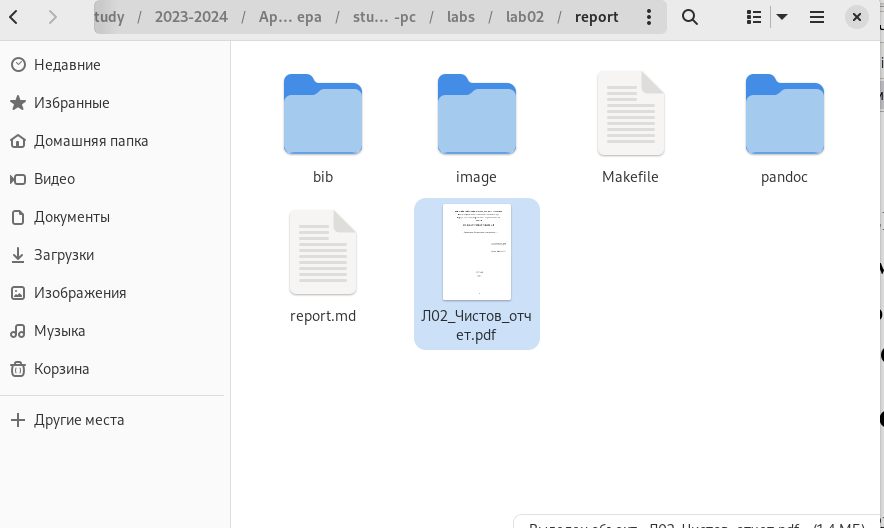 tudy / 2023-2024 / Ap... epa / stu... -pc / labs / lab02 / report
Недавние
Избранные
Домашняя папка
Видео
Документы
Загрузки
Изображения
Музыка
Корзина
Другие места
bib
image
Makefile
pandoc
report.md
Л02_Чистов_отч
ет.pdf